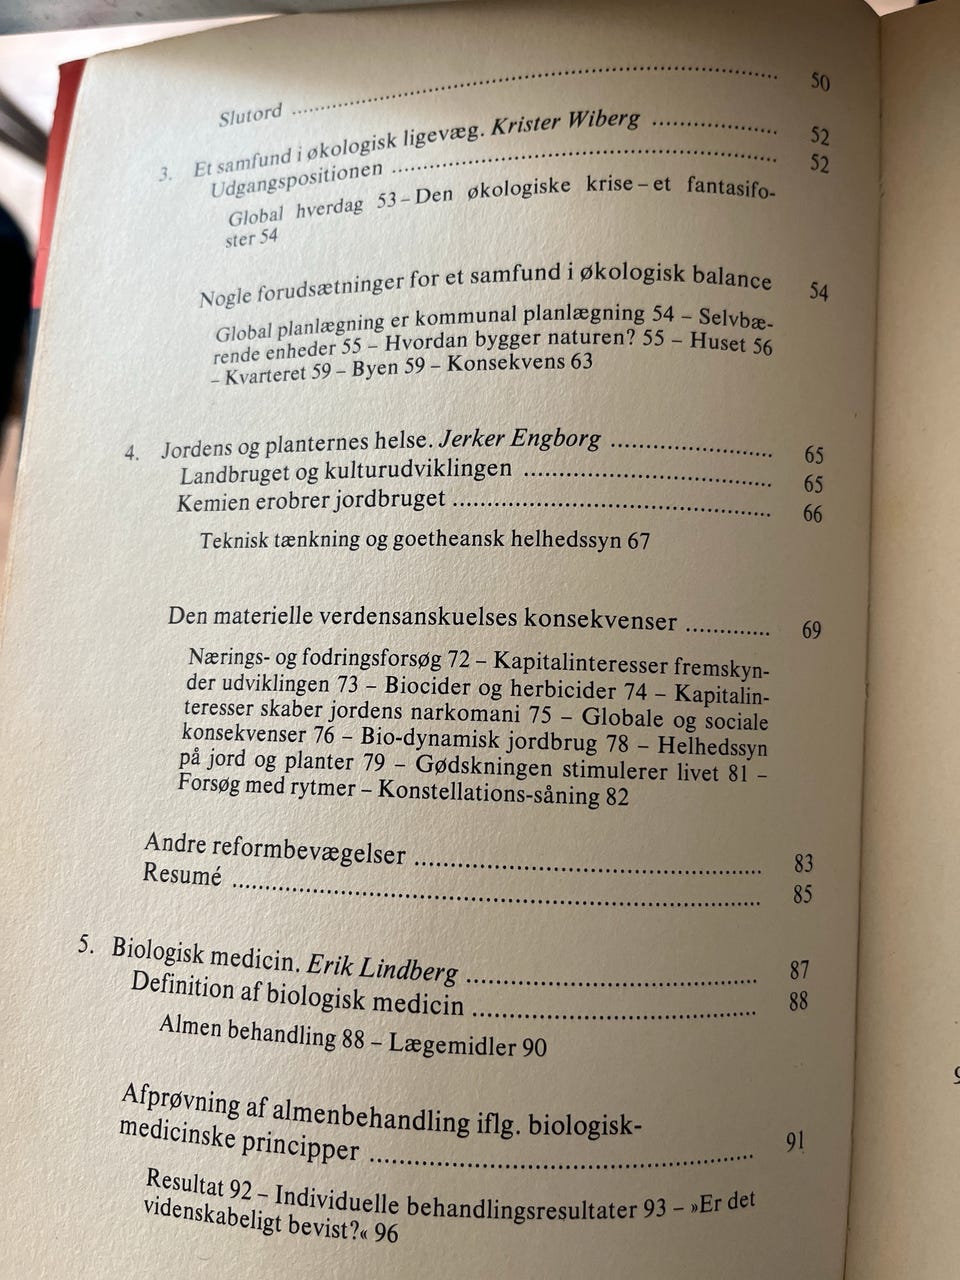 Slutord ........................................................ 50
3. Et samfund i økologisk ligevæg. Krister Wiberg ............... 52
Udgangspositionen ........................................................ 52
Global hverdag 53 – Den økologiske krise – et fantasifo-
ster 54
Nogle forudsætninger for et samfund i økologisk balance 54
Global planlægning er kommunal planlægning 54 – Selvbæ-
rende enheder 55 – Hvordan bygger naturen? 55 – Huset 56
– Kvarteret 59 – Byen 59 – Konsekvens 63
4. Jordens og planternes helse. Jerker Engborg ..................... 65
Landbruget og kulturudviklingen ................................ 65
Kemien erobrer jordbruget ........................................ 66
Teknisk tænkning og goetheansk helhedssyn 67
Den materielle verdensanskuelses konsekvenser ............. 69
Nærings- og fodringsforsøg 72 – Kapitalinteresser fremskyn-
der udviklingen 73 – Biocider og herbicider 74 – Kapitalin-
teresser skaber jordens narkomani 75 – Globale og sociale
konsekvenser 76 – Bio-dynamisk jordbrug 78 – Helhedssyn
på jord og planter 79 – Gødskningen stimulerer livet 81 –
Forsøg med rytmer – Konstellations-såning 82
Andre reformbevægelser ............................................. 83
Resumé .................................................................. 85
5. Biologisk medicin. Erik Lindberg ..................................... 87
Definition af biologisk medicin ..................................... 88
Almen behandling 88 – Lægemidler 90
Afprøvning af almenbehandling iflg. biologisk-
medicinske principper ................................................ 91
Resultat 92 – Individuelle behandlingsresultater 93 – »Er det
videnskabeligt bevist?« 96